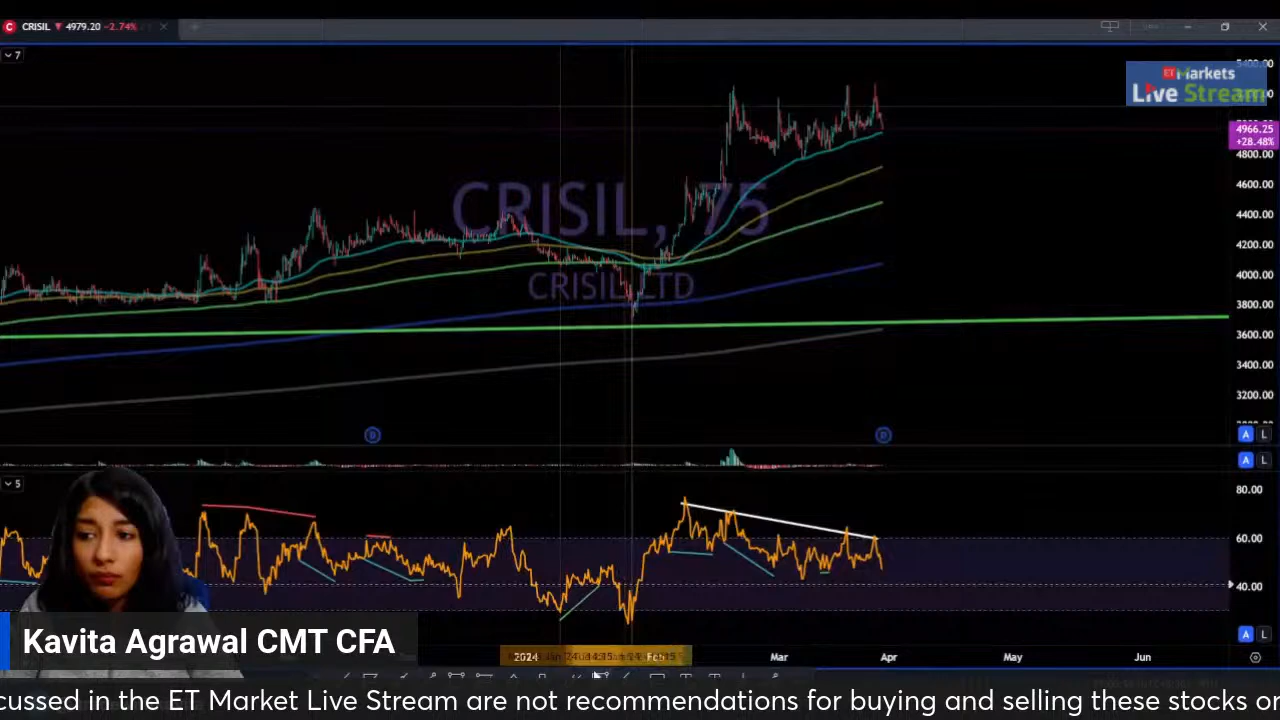 CRISIL ▼ 4979.20 −2.74%
7
5400.00
ET Markets
Live Stream
4966.25
+28.48%
4800.00
4600.00
4400.00
4200.00
4000.00
3800.00
3600.00
3400.00
3200.00
CRISIL, 75
CRISIL LTD
D
D
A L
A L
5
80.00
60.00
40.00
A L
Kavita Agrawal CMT CFA
2024
Mar
Apr
May
Jun
cussed in the ET Market Live Stream are not recommendations for buying and selling these stocks or